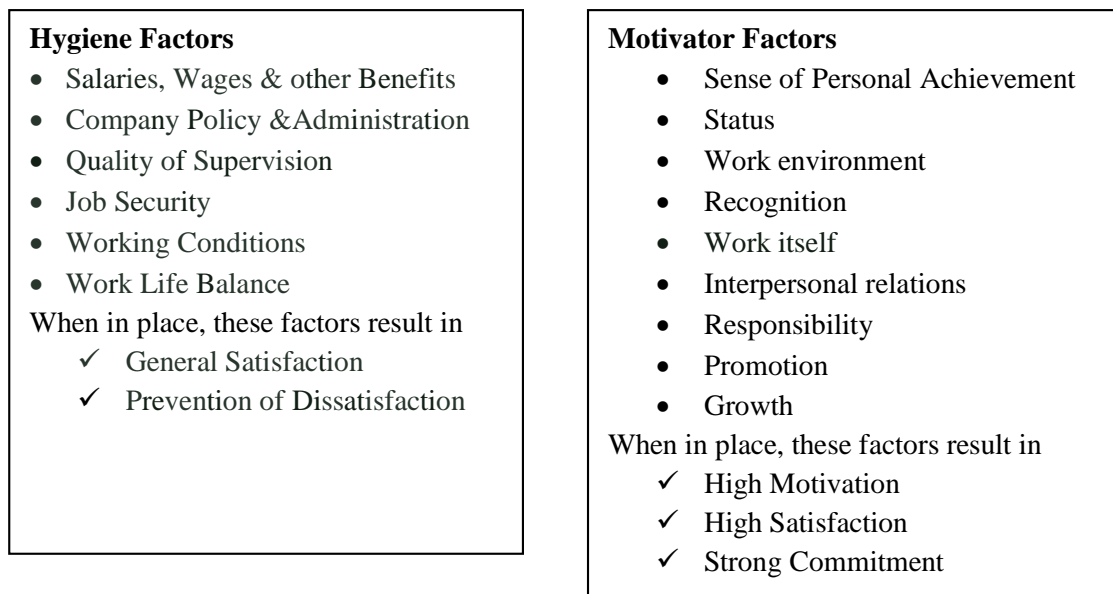 Hygiene Factors
• Salaries, Wages & other Benefits
• Company Policy &Administration
• Quality of Supervision
• Job Security
• Working Conditions
• Work Life Balance
When in place, these factors result in
✓ General Satisfaction
✓ Prevention of Dissatisfaction
Motivator Factors
• Sense of Personal Achievement
• Status
• Work environment
• Recognition
• Work itself
• Interpersonal relations
• Responsibility
• Promotion
• Growth
When in place, these factors result in
✓ High Motivation
✓ High Satisfaction
✓ Strong Commitment